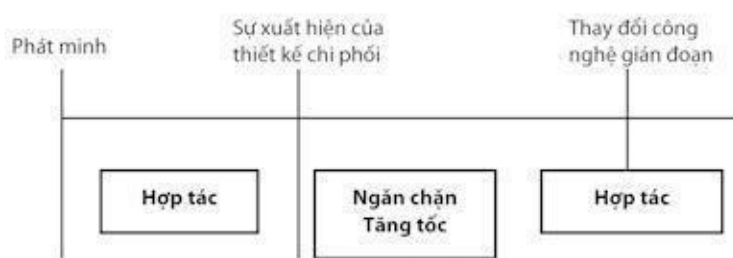 Phát minh
Sự xuất hiện của
thiết kế chi phối
Thay đổi công
nghệ gián đoạn
Hợp tác
Ngăn chặn
Tăng tốc
Hợp tác